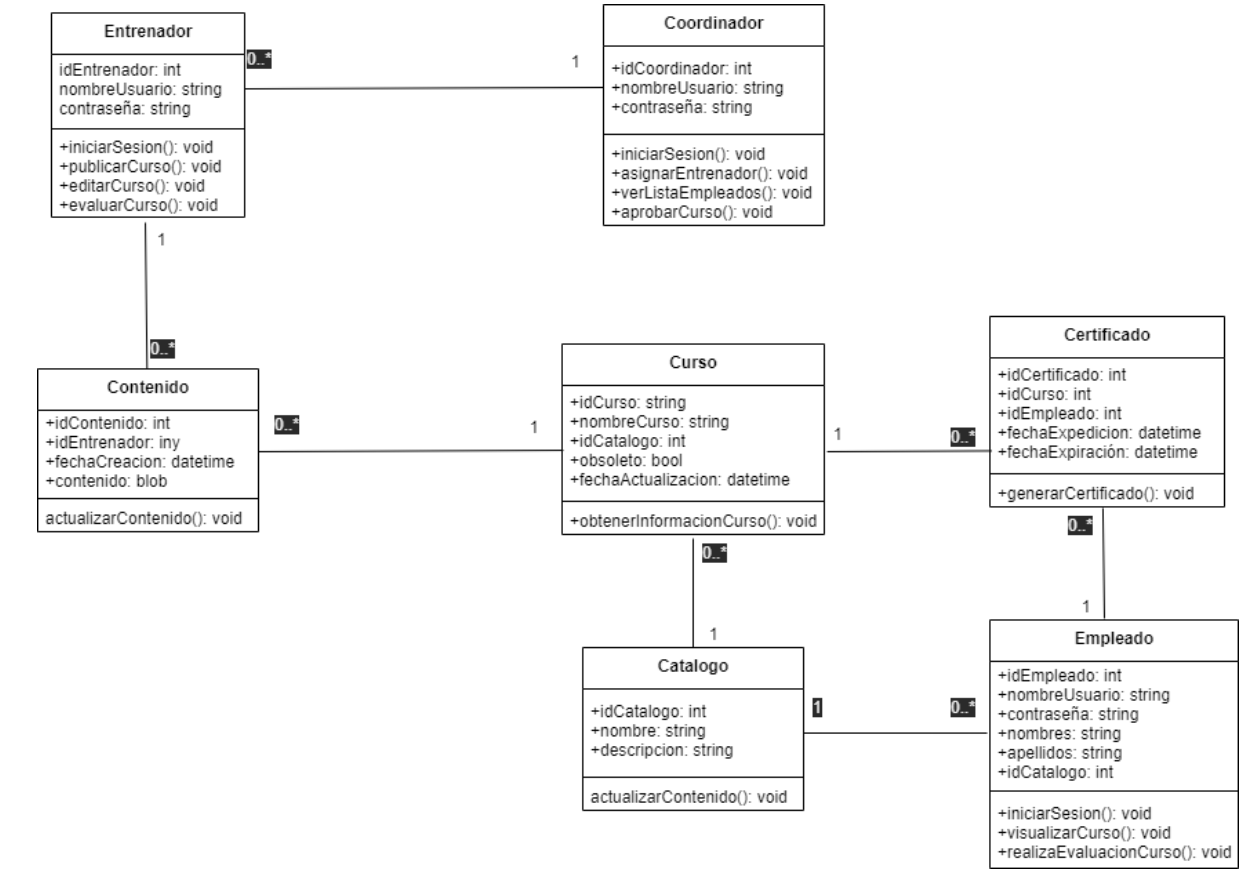 Entrenador
idEntrenador: int
nombreUsuario: string
contraseña: string
+iniciarSesion(): void
+publicarCurso(): void
+editarCurso(): void
+evaluarCurso(): void
0..*
1
Coordinador
+idCoordinador: int
+nombreUsuario: string
+contraseña: string
+iniciarSesion(): void
+asignarEntrenador(): void
+verListaEmpleados(): void
+aprobarCurso(): void
1
0..*
Contenido
+idContenido: int
+idEntrenador: iny
+fechaCreacion: datetime
+contenido: blob
actualizarContenido(): void
0..*
1
Curso
+idCurso: string
+nombreCurso: string
+idCatalogo: int
+obsoleto: bool
+fechaActualizacion: datetime
+obtenerInformacionCurso(): void
1
0..*
Certificado
+idCertificado: int
+idCurso: int
+idEmpleado: int
+fechaExpedicion: datetime
+fechaExpiración: datetime
+generarCertificado(): void
0..*
1
0..*
1
Catalogo
+idCatalogo: int
+nombre: string
+descripcion: string
actualizarContenido(): void
1
0..*
Empleado
+idEmpleado: int
+nombreUsuario: string
+contraseña: string
+nombres: string
+apellidos: string
+idCatalogo: int
+iniciarSesion(): void
+visualizarCurso(): void
+realizaEvaluacionCurso(): void